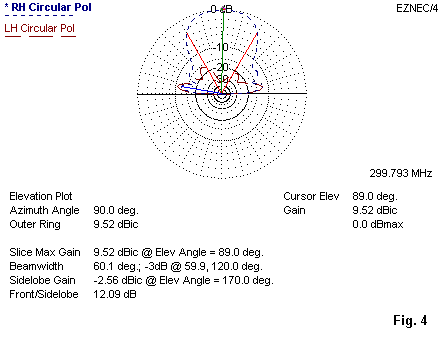 * RH Circular Pol
EZNEC/4
LH Circular Pol
0 dB
-10
-20
-30
299.793 MHz
Elevation Plot
Cursor Elev 89.0 deg.
Azimuth Angle 90.0 deg.
Gain 9.52 dBic
Outer Ring 9.52 dBic
0.0 dBmax
Slice Max Gain 9.52 dBic @ Elev Angle = 89.0 deg.
Beamwidth 60.1 deg.; -3dB @ 59.9, 120.0 deg.
Sidelobe Gain -2.56 dBic @ Elev Angle = 170.0 deg.
Front/Sidelobe 12.09 dB
Fig. 4